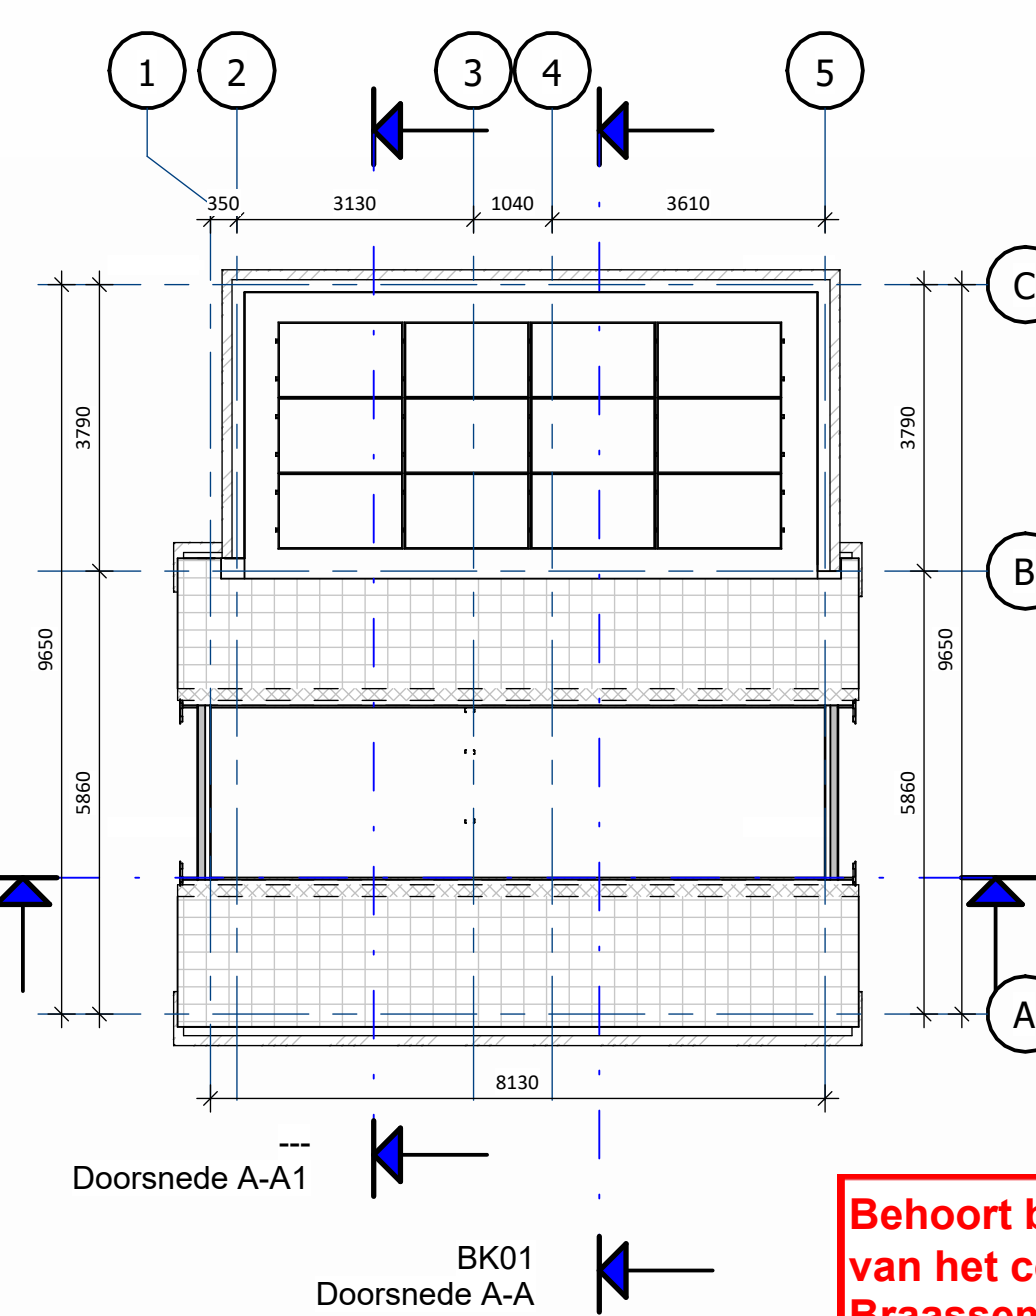 1 2 3 4 5
350 3130 1040 3610
C
3790 3790
B
9650 9650
5860 5860
A
8130
---
Doorsnede A-A1
BK01
Doorsnede A-A
Behoort
van het